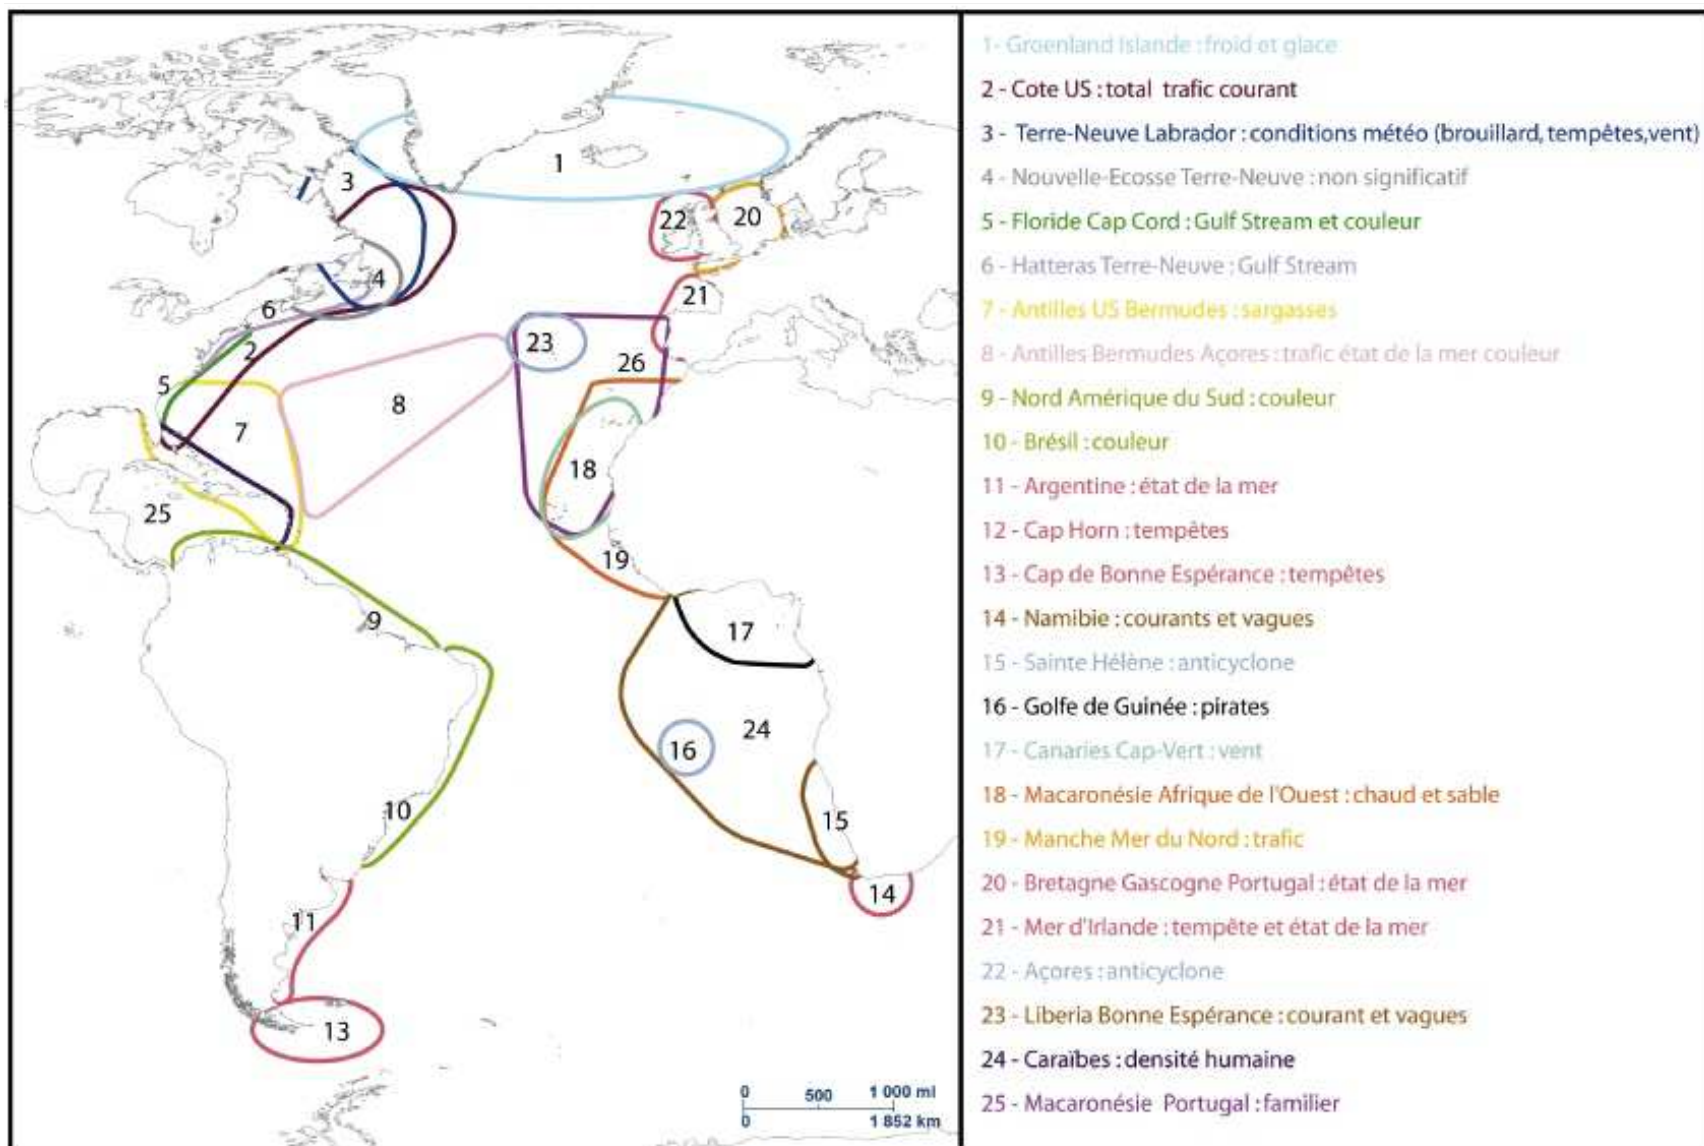 1
3
22
20
4
21
6
23
2
26
5
8
7
18
25
19
9
17
24
16
10
15
14
11
13
0 500 1 000 ml
0 1 852 km
1- Groenland Islande : froid et glace
2 - Cote US : total trafic courant
3 - Terre-Neuve Labrador : conditions météo (brouillard, tempêtes,vent)
4 - Nouvelle-Ecosse Terre-Neuve : non significatif
5 - Floride Cap Cord : Gulf Stream et couleur
6 - Hatteras Terre-Neuve : Gulf Stream
7 - Antilles US Bermudes : sargasses
8 - Antilles Bermudes Açores : trafic état de la mer couleur
9 - Nord Amérique du Sud : couleur
10 - Brésil : couleur
11 - Argentine : état de la mer
12 - Cap Horn : tempêtes
13 - Cap de Bonne Espérance : tempêtes
14 - Namibie : courants et vagues
15 - Sainte Hélène : anticyclone
16 - Golfe de Guinée : pirates
17 - Canaries Cap-Vert : vent
18 - Macaronésie Afrique de l'Ouest : chaud et sable
19 - Manche Mer du Nord : trafic
20 - Bretagne Gascogne Portugal : état de la mer
21 - Mer d'Irlande : tempête et état de la mer
22 - Açores : anticyclone
23 - Liberia Bonne Espérance : courant et vagues
24 - Caraïbes : densité humaine
25 - Macaronésie Portugal : familier